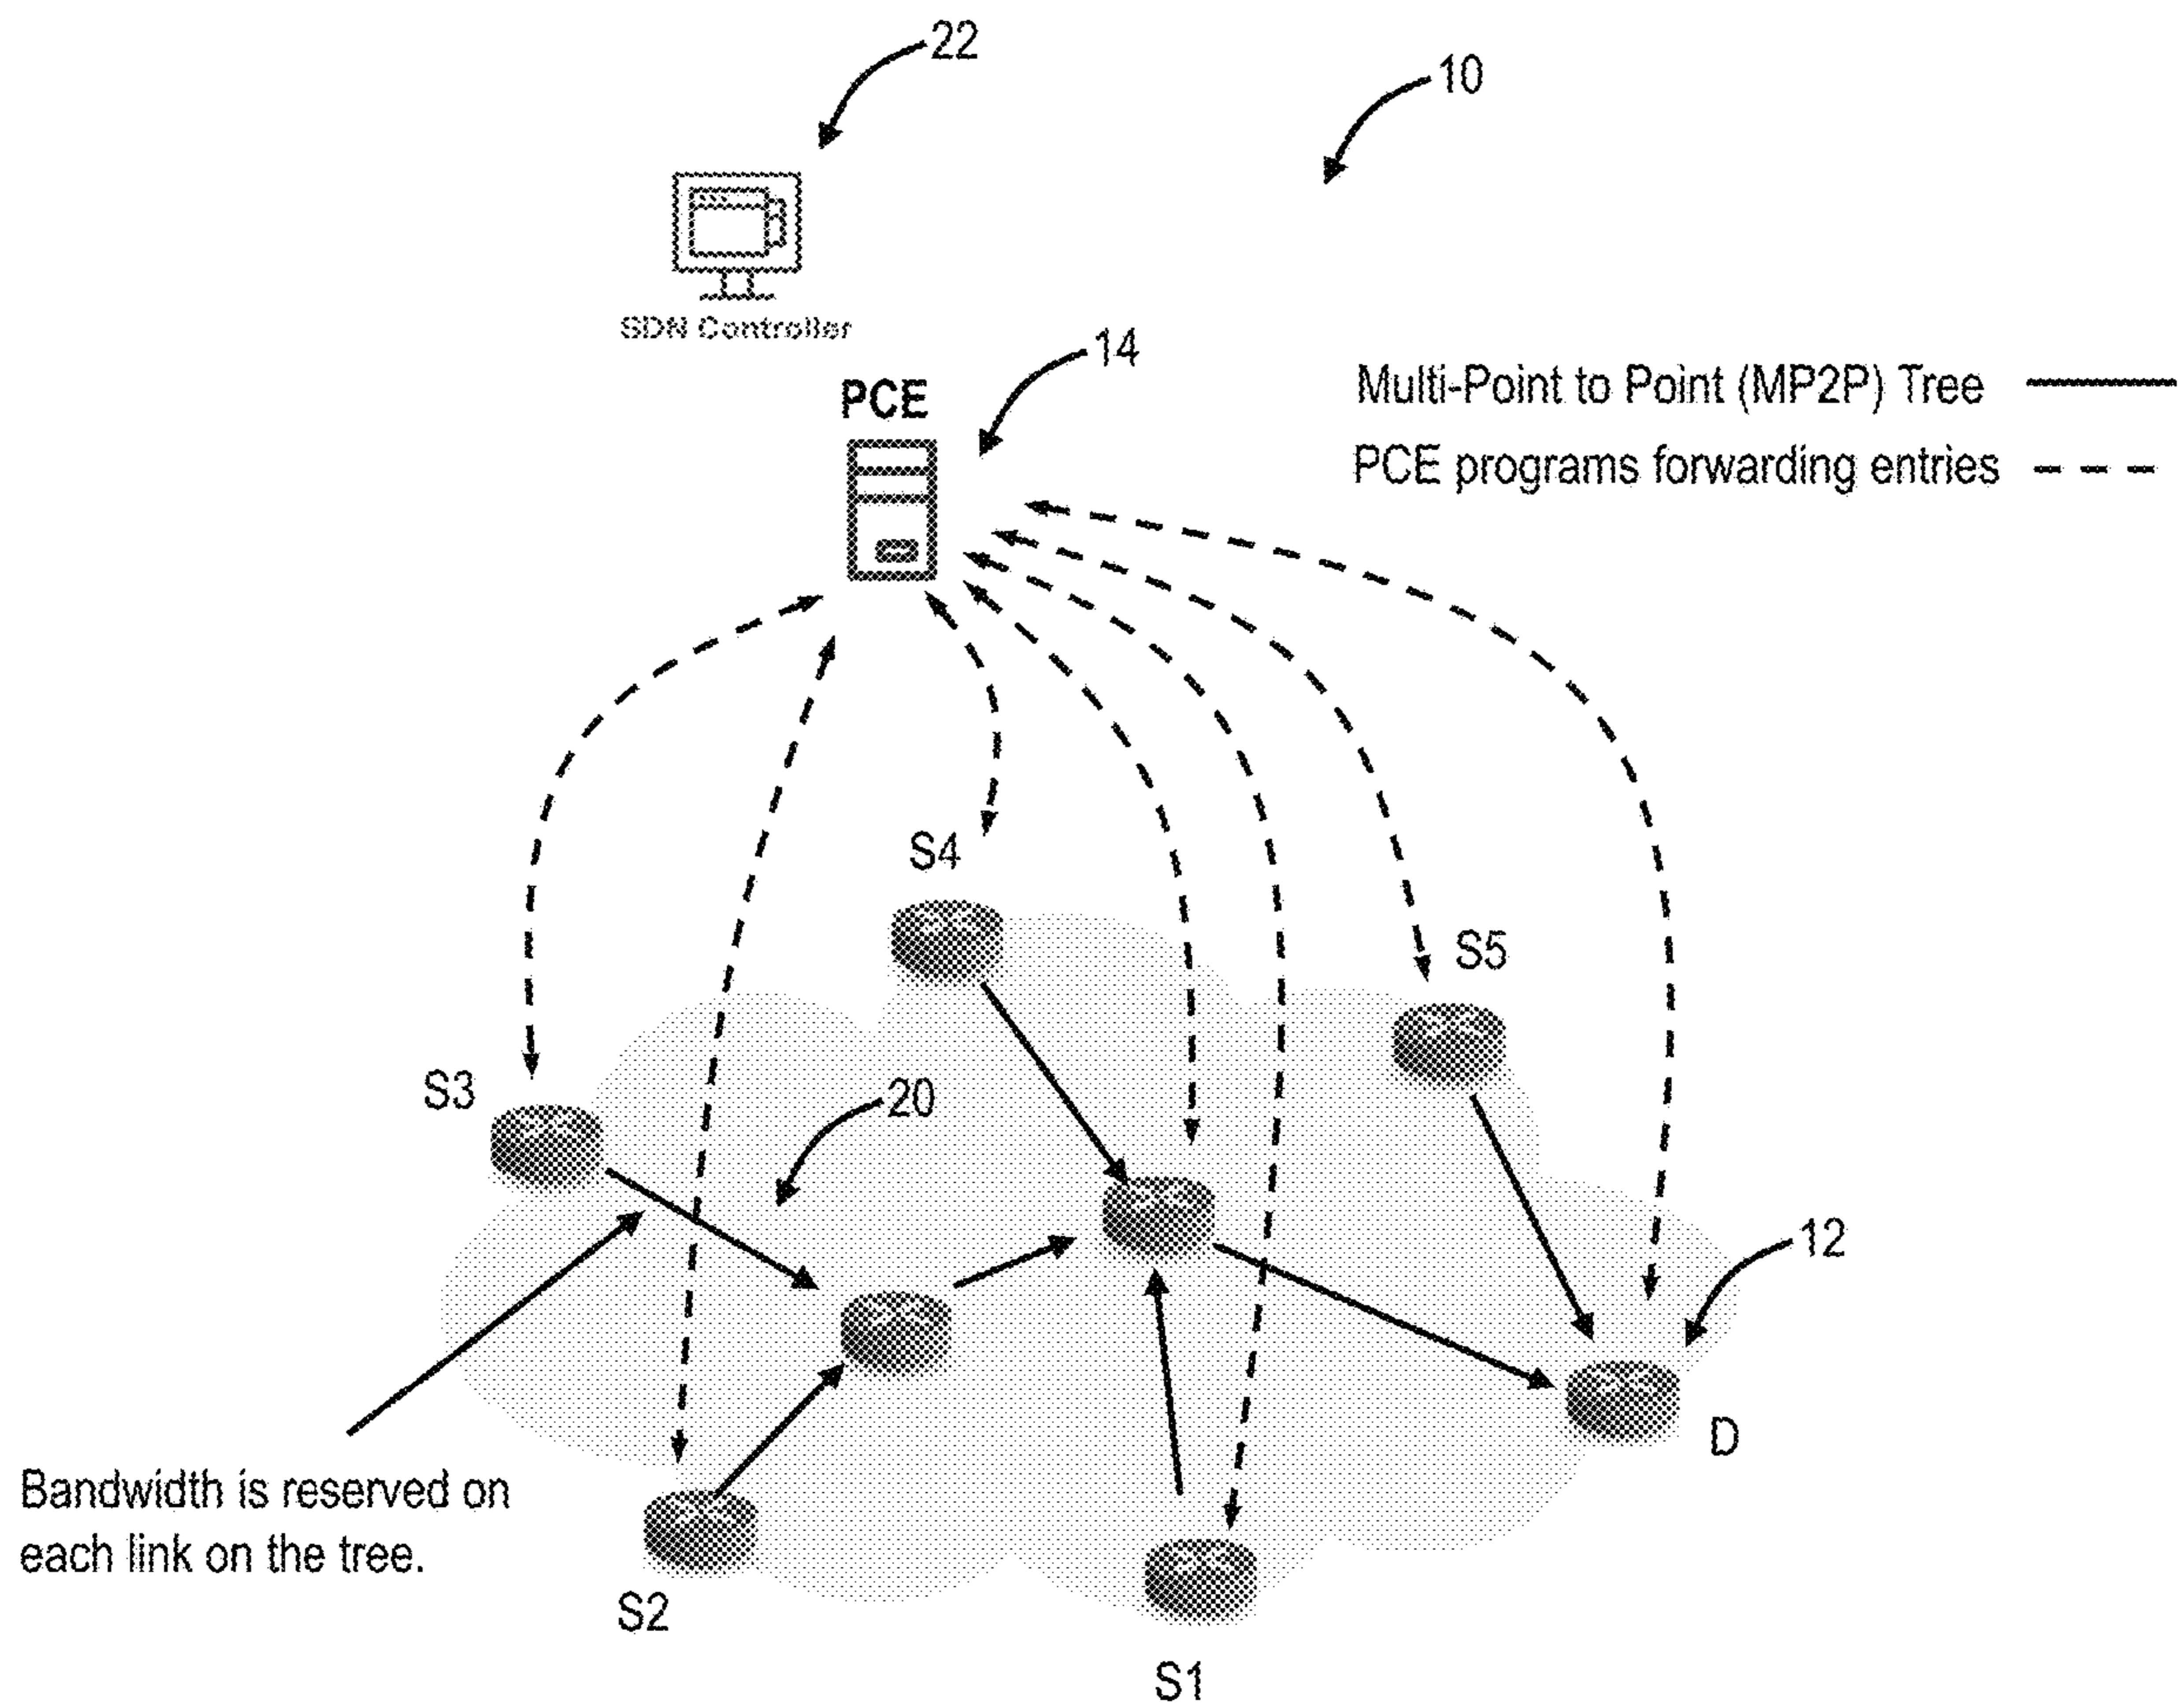 22
10
SDN Controller
14
PCE
Multi-Point to Point (MP2P) Tree
PCE programs forwarding entries
S4
S5
S3
20
12
D
Bandwidth is reserved on
each link on the tree.
S2
S1